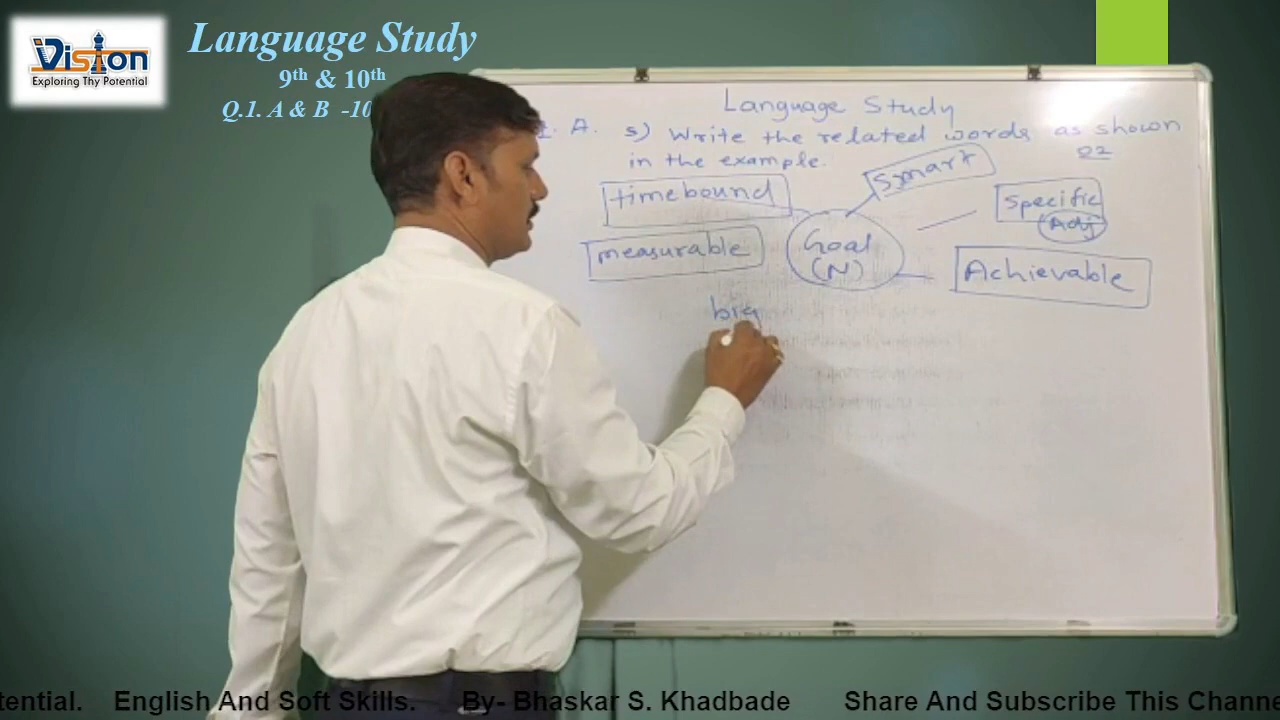 VISION
Exploring Thy Potential
Language Study
9th & 10th
Q.1. A & B -10
Language Study
. A. 5) Write the related words as shown
in the example.
02
timebound
Smart
Specific
(Adj)
measurable
Goal
(N)
Achievable
big
tential. English And Soft Skills. By- Bhaskar S. Khadbade Share And Subscribe This Channe